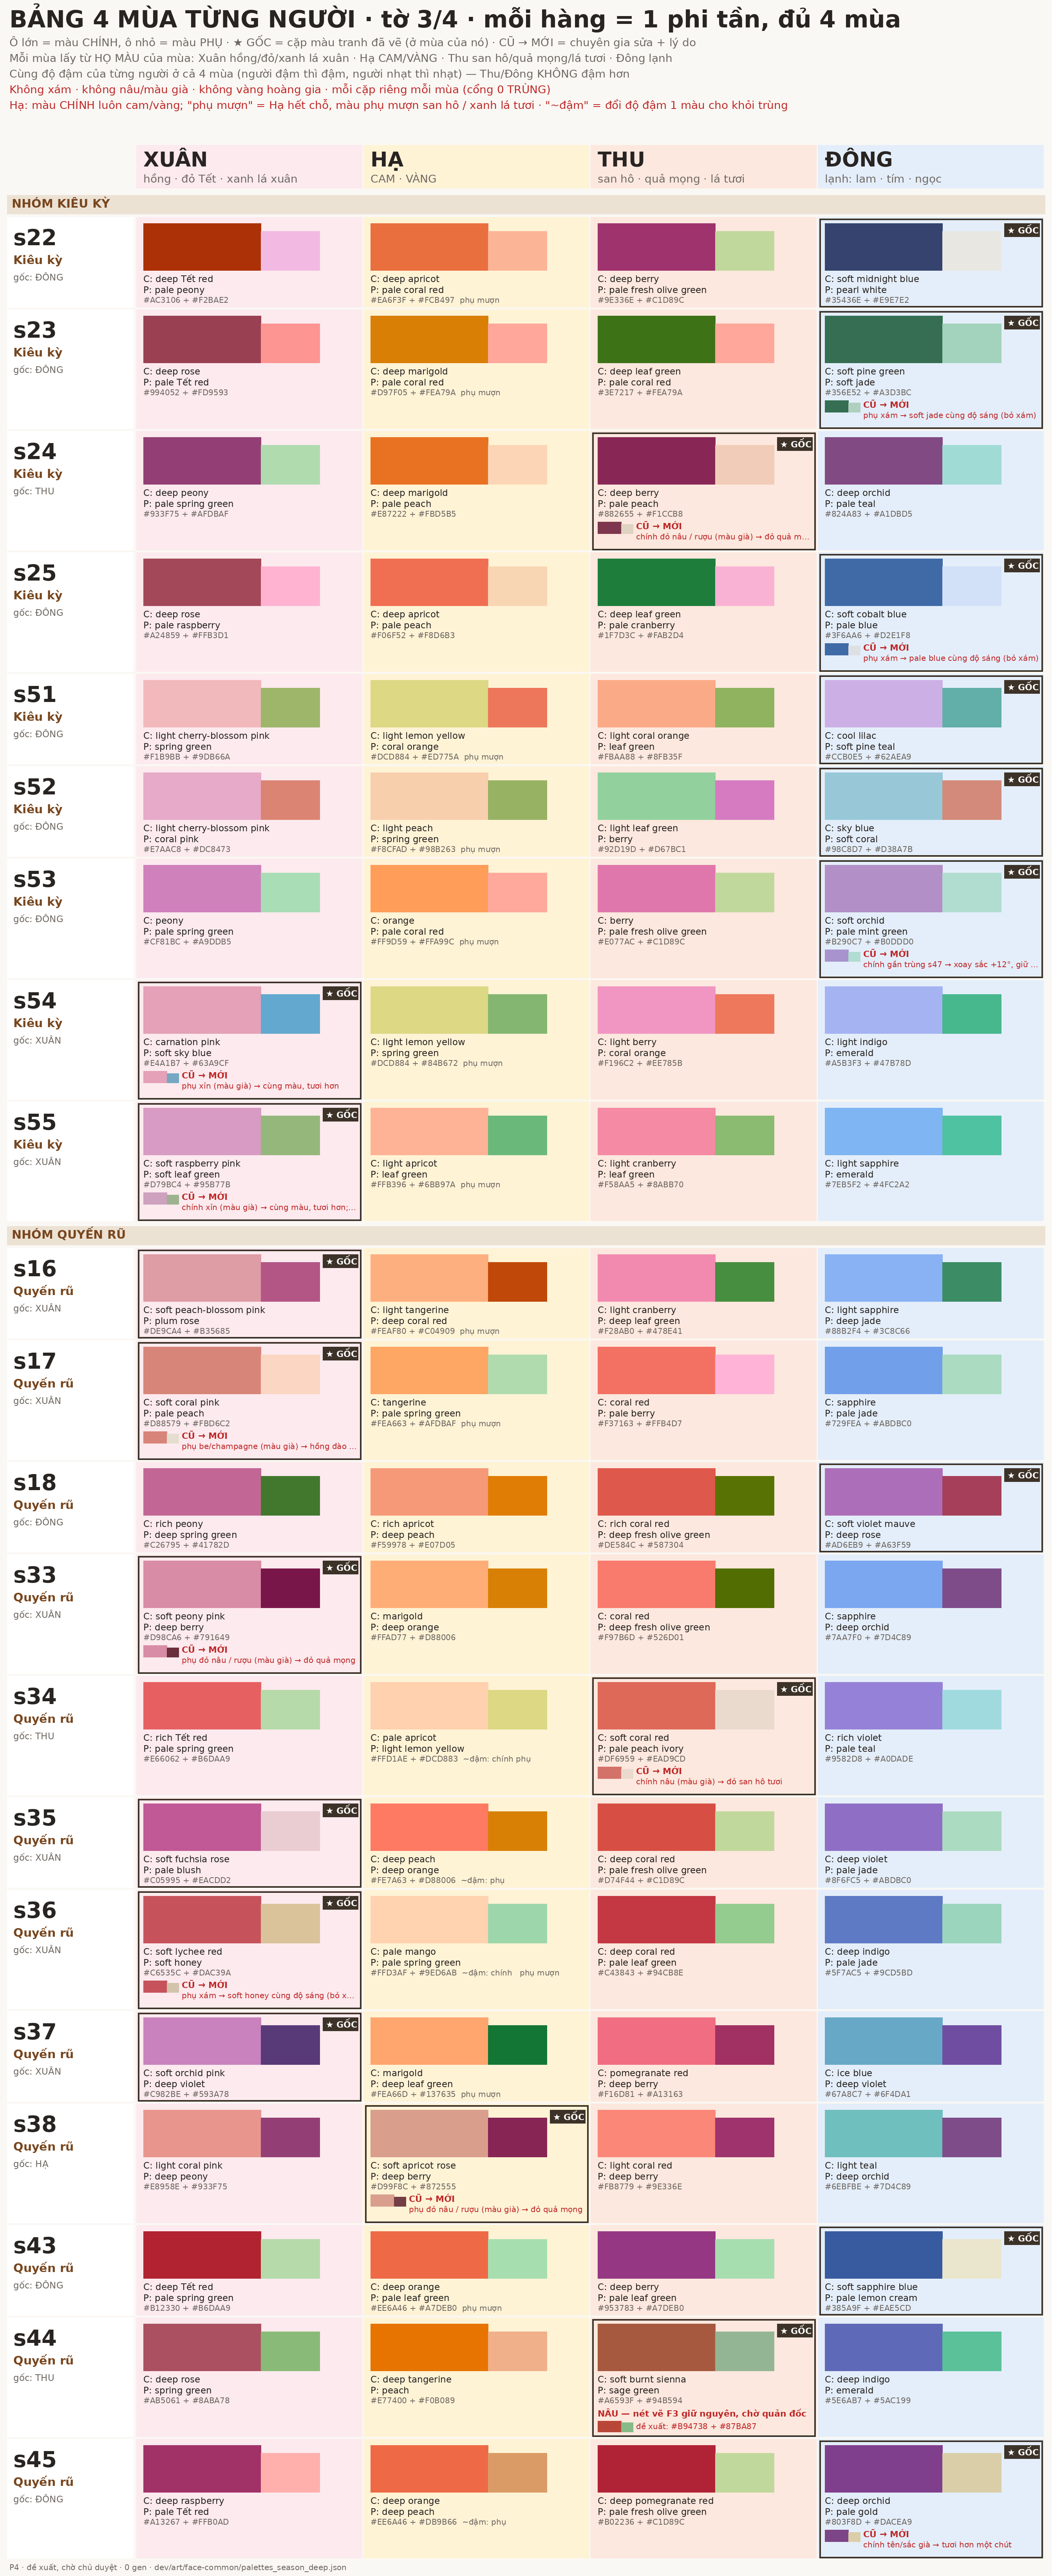 BẢNG 4 MÙA TỪNG NGƯỜI · tờ 3/4 · mỗi hàng = 1 phi tần, đủ 4 mùa
Ô lớn = màu CHÍNH, ô nhỏ = màu PHỤ · ★ GỐC = cặp màu tranh đã vẽ (ở mùa của nó) · CŨ → MỚI = chuyên gia sửa + lý do
Mỗi mùa lấy từ HỌ MÀU của mùa: Xuân hồng/đỏ/xanh lá xuân · Hạ CAM/VÀNG · Thu san hô/quả mọng/lá tươi · Đông lạnh
Cùng độ đậm của từng người ở cả 4 mùa (người đậm thì đậm, người nhạt thì nhạt) — Thu/Đông KHÔNG đậm hơn
Không xám · không nâu/màu già · không vàng hoàng gia · mỗi cặp riêng mỗi mùa (cổng 0 TRÙNG)
Hạ: màu CHÍNH luôn cam/vàng; "phụ mượn" = Hạ hết chỗ, màu phụ mượn san hô / xanh lá tươi · "~đậm" = đổi độ đậm 1 màu cho khỏi trùng
XUÂN
hồng · đỏ Tết · xanh lá xuân
HẠ
CAM · VÀNG
THU
san hô · quả mọng · lá tươi
ĐÔNG
lạnh: lam · tím · ngọc
NHÓM KIÊU KỲ
s22
Kiêu kỳ
gốc: ĐÔNG
C: deep Tết red
P: pale peony
#AC3106 + #F2BAE2
C: deep apricot
P: pale coral red
#EA6F3F + #FCB497 phụ mượn
C: deep berry
P: pale fresh olive green
#9E336E + #C1D89C
★ GỐC
C: soft midnight blue
P: pearl white
#35436E + #E9E7E2
s23
Kiêu kỳ
gốc: ĐÔNG
C: deep rose
P: pale Tết red
#994052 + #FD9593
C: deep marigold
P: pale coral red
#D97F05 + #FEA79A phụ mượn
C: deep leaf green
P: pale coral red
#3E7217 + #FEA79A
★ GỐC
C: soft pine green
P: soft jade
#356E52 + #A3D3BC
CŨ → MỚI
phụ xám → soft jade cùng độ sáng (bỏ xám)
s24
Kiêu kỳ
gốc: THU
C: deep peony
P: pale spring green
#933F75 + #AFDBAF
C: deep marigold
P: pale peach
#E87222 + #FBD5B5
★ GỐC
C: deep berry
P: pale peach
#882655 + #F1CCB8
CŨ → MỚI
chính đỏ nâu / rượu (màu già) → đỏ quả m...
C: deep orchid
P: pale teal
#824A83 + #A1DBD5
s25
Kiêu kỳ
gốc: ĐÔNG
C: deep rose
P: pale raspberry
#A24859 + #FFB3D1
C: deep apricot
P: pale peach
#F06F52 + #F8D6B3
C: deep leaf green
P: pale cranberry
#1F7D3C + #FAB2D4
★ GỐC
C: soft cobalt blue
P: pale blue
#3F6AA6 + #D2E1F8
CŨ → MỚI
phụ xám → pale blue cùng độ sáng (bỏ xám)
s51
Kiêu kỳ
gốc: ĐÔNG
C: light cherry-blossom pink
P: spring green
#F1B9BB + #9DB66A
C: light lemon yellow
P: coral orange
#DCD884 + #ED775A phụ mượn
C: light coral orange
P: leaf green
#FBAA88 + #8FB35F
★ GỐC
C: cool lilac
P: soft pine teal
#CCB0E5 + #62AEA9
s52
Kiêu kỳ
gốc: ĐÔNG
C: light cherry-blossom pink
P: coral pink
#E7AAC8 + #DC8473
C: light peach
P: spring green
#F8CFAD + #98B263 phụ mượn
C: light leaf green
P: berry
#92D19D + #D67BC1
★ GỐC
C: sky blue
P: soft coral
#98C8D7 + #D38A7B
s53
Kiêu kỳ
gốc: ĐÔNG
C: peony
P: pale spring green
#CF81BC + #A9DDB5
C: orange
P: pale coral red
#FF9D59 + #FFA99C phụ mượn
C: berry
P: pale fresh olive green
#E077AC + #C1D89C
★ GỐC
C: soft orchid
P: pale mint green
#B290C7 + #B0DDD0
CŨ → MỚI
chính gần trùng s47 → xoay sắc +12°, giữ ...
s54
Kiêu kỳ
gốc: XUÂN
★ GỐC
C: carnation pink
P: soft sky blue
#E4A1B7 + #63A9CF
CŨ → MỚI
phụ xỉn (màu già) → cùng màu, tươi hơn
C: light lemon yellow
P: spring green
#DCD884 + #84B672 phụ mượn
C: light berry
P: coral orange
#F196C2 + #EE785B
C: light indigo
P: emerald
#A5B3F3 + #47B78D
s55
Kiêu kỳ
gốc: XUÂN
★ GỐC
C: soft raspberry pink
P: soft leaf green
#D79BC4 + #95B77B
CŨ → MỚI
chính xỉn (màu già) → cùng màu, tươi hơn;...
C: light apricot
P: leaf green
#FFB396 + #6BB97A phụ mượn
C: light cranberry
P: leaf green
#F58AA5 + #8ABB70
C: light sapphire
P: emerald
#7EB5F2 + #4FC2A2
NHÓM QUYẾN RŨ
s16
Quyến rũ
gốc: XUÂN
★ GỐC
C: soft peach-blossom pink
P: plum rose
#DE9CA4 + #B35685
C: light tangerine
P: deep coral red
#FEAF80 + #C04909 phụ mượn
C: light cranberry
P: deep leaf green
#F28AB0 + #478E41
C: light sapphire
P: deep jade
#88B2F4 + #3C8C66
s17
Quyến rũ
gốc: XUÂN
★ GỐC
C: soft coral pink
P: pale peach
#D88579 + #FBD6C2
CŨ → MỚI
phụ be/champagne (màu già) → hồng đào ...
C: tangerine
P: pale spring green
#FEA663 + #AFDBAF phụ mượn
C: coral red
P: pale berry
#F37163 + #FFB4D7
C: sapphire
P: pale jade
#729FEA + #ABDBC0
s18
Quyến rũ
gốc: ĐÔNG
C: rich peony
P: deep spring green
#C26795 + #41782D
C: rich apricot
P: deep peach
#F59978 + #E07D05
C: rich coral red
P: deep fresh olive green
#DE584C + #587304
★ GỐC
C: soft violet mauve
P: deep rose
#AD6EB9 + #A63F59
s33
Quyến rũ
gốc: XUÂN
★ GỐC
C: soft peony pink
P: deep berry
#D98CA6 + #791649
CŨ → MỚI
phụ đỏ nâu / rượu (màu già) → đỏ quả mọng
C: marigold
P: deep orange
#FFAD77 + #D88006
C: coral red
P: deep fresh olive green
#F97B6D + #526D01
C: sapphire
P: deep orchid
#7AA7F0 + #7D4C89
s34
Quyến rũ
gốc: THU
C: rich Tết red
P: pale spring green
#E66062 + #B6DAA9
C: pale apricot
P: light lemon yellow
#FFD1AE + #DCD883 ~đậm: chính phụ
★ GỐC
C: soft coral red
P: pale peach ivory
#DF6959 + #EAD9CD
CŨ → MỚI
chính nâu (màu già) → đỏ san hô tươi
C: rich violet
P: pale teal
#9582D8 + #A0DADE
s35
Quyến rũ
gốc: XUÂN
★ GỐC
C: soft fuchsia rose
P: pale blush
#C05995 + #EACDD2
C: deep peach
P: deep orange
#FE7A63 + #D88006 ~đậm: phụ
C: deep coral red
P: pale fresh olive green
#D74F44 + #C1D89C
C: deep violet
P: pale jade
#8F6FC5 + #ABDBC0
s36
Quyến rũ
gốc: XUÂN
★ GỐC
C: soft lychee red
P: soft honey
#C6535C + #DAC39A
CŨ → MỚI
phụ xám → soft honey cùng độ sáng (bỏ x...
C: pale mango
P: pale spring green
#FFD3AF + #9ED6AB ~đậm: chính phụ mượn
C: deep coral red
P: pale leaf green
#C43843 + #94CB8E
C: deep indigo
P: pale jade
#5F7AC5 + #9CD5BD
s37
Quyến rũ
gốc: XUÂN
★ GỐC
C: soft orchid pink
P: deep violet
#C982BE + #593A78
C: marigold
P: deep leaf green
#FEA66D + #137635 phụ mượn
C: pomegranate red
P: deep berry
#F16D81 + #A13163
C: ice blue
P: deep violet
#67A8C7 + #6F4DA1
s38
Quyến rũ
gốc: HẠ
C: light coral pink
P: deep peony
#E8958E + #933F75
★ GỐC
C: soft apricot rose
P: deep berry
#D99F8C + #872555
CŨ → MỚI
phụ đỏ nâu / rượu (màu già) → đỏ quả mọng
C: light coral red
P: deep berry
#FB8779 + #9E336E
C: light teal
P: deep orchid
#6EBFBE + #7D4C89
s43
Quyến rũ
gốc: ĐÔNG
C: deep Tết red
P: pale spring green
#B12330 + #B6DAA9
C: deep orange
P: pale leaf green
#EE6A46 + #A7DEB0 phụ mượn
C: deep berry
P: pale leaf green
#953783 + #A7DEB0
★ GỐC
C: soft sapphire blue
P: pale lemon cream
#385A9F + #EAE5CD
s44
Quyến rũ
gốc: THU
C: deep rose
P: spring green
#AB5061 + #8ABA78
C: deep tangerine
P: peach
#E77400 + #F0B089
★ GỐC
C: soft burnt sienna
P: sage green
#A6593F + #94B594
NÂU — nét vẽ F3 giữ nguyên, chờ quản đốc
đề xuất: #B94738 + #87BA87
C: deep indigo
P: emerald
#5E6AB7 + #5AC199
s45
Quyến rũ
gốc: ĐÔNG
C: deep raspberry
P: pale Tết red
#A13267 + #FFB0AD
C: deep orange
P: deep peach
#EE6A46 + #DB9B66 ~đậm: phụ
C: deep pomegranate red
P: pale fresh olive green
#B02236 + #C1D89C
★ GỐC
C: deep orchid
P: pale gold
#803F8D + #DACEA9
CŨ → MỚI
chính tên/sắc già → tươi hơn một chút
P4 · đề xuất, chờ chủ duyệt · 0 gen · dev/art/face-common/palettes_season_deep.json